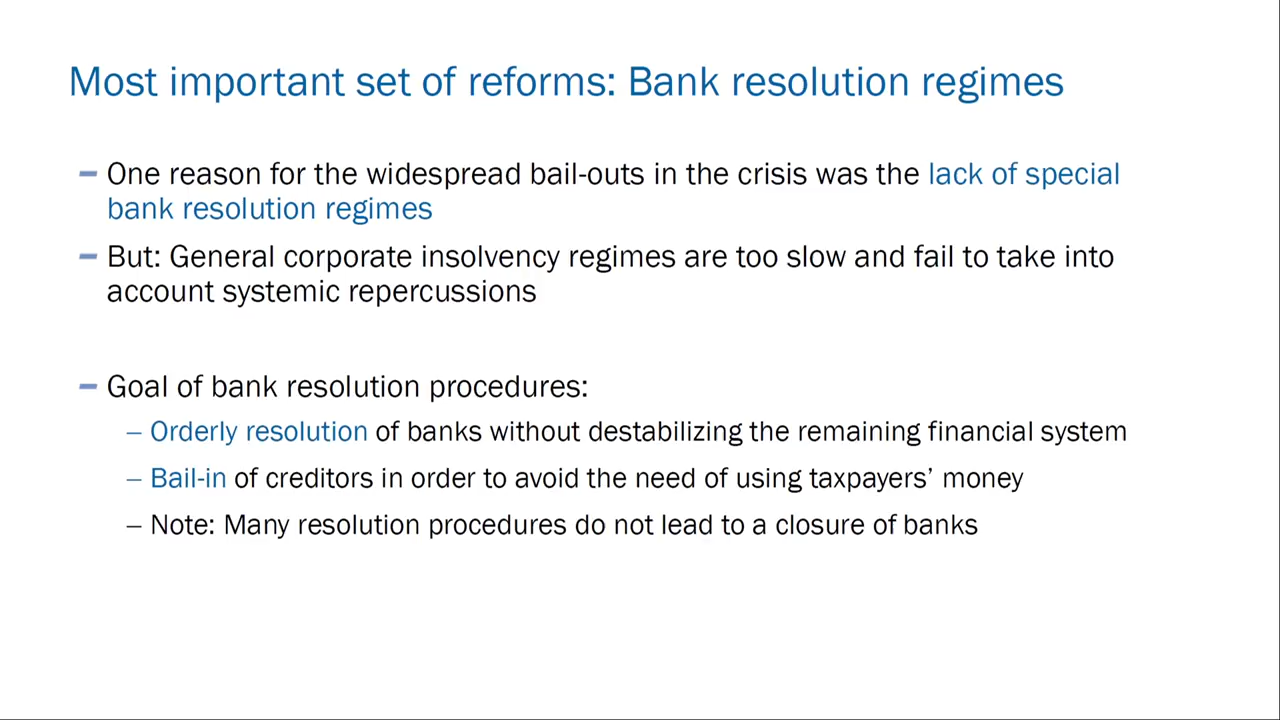 Most important set of reforms: Bank resolution regimes
– One reason for the widespread bail-outs in the crisis was the lack of special
bank resolution regimes
– But: General corporate insolvency regimes are too slow and fail to take into
account systemic repercussions
– Goal of bank resolution procedures:
– Orderly resolution of banks without destabilizing the remaining financial system
– Bail-in of creditors in order to avoid the need of using taxpayers’ money
– Note: Many resolution procedures do not lead to a closure of banks